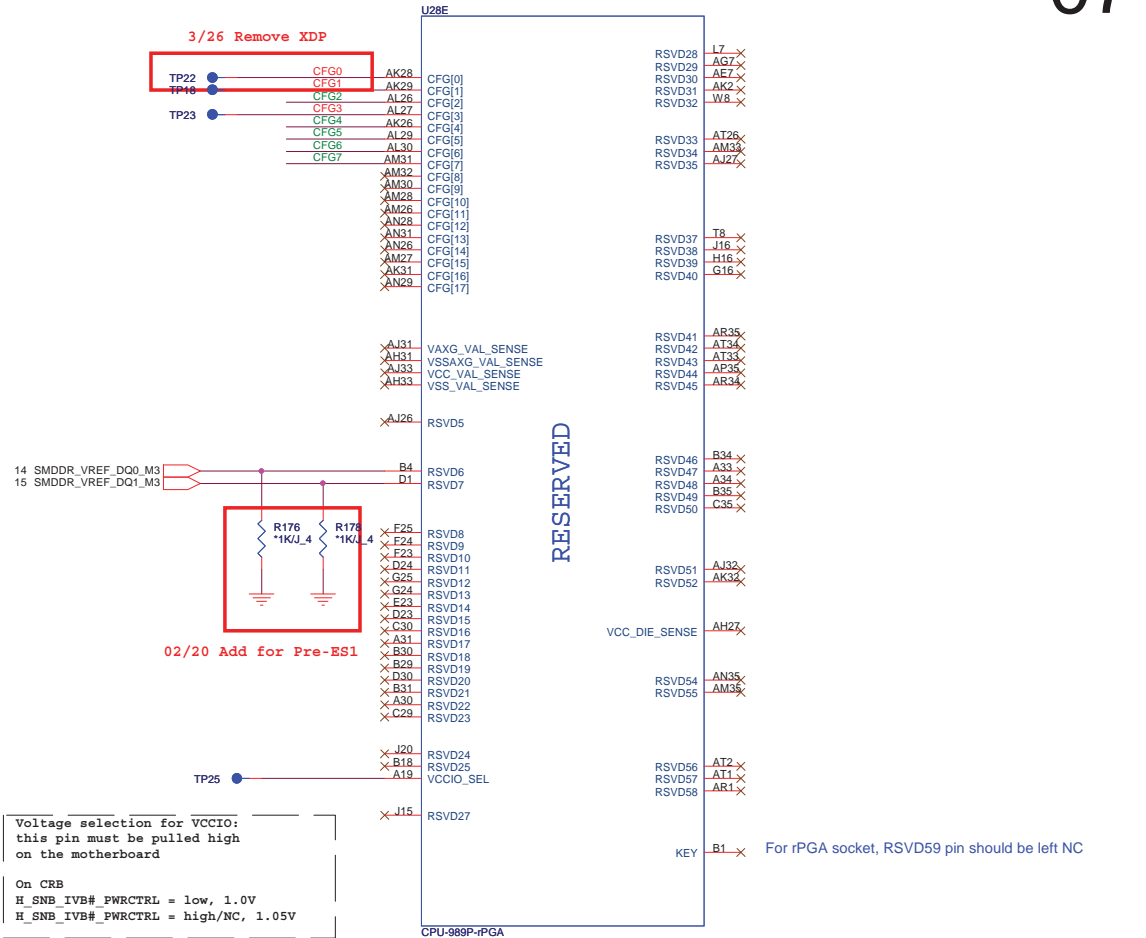 07
U28E
3/26 Remove XDP
TP22 CFG0 AK28 CFG[0]
TP18 CFG1 AK29 CFG[1]
CFG2 AL26 CFG[2]
TP23 CFG3 AL27 CFG[3]
CFG4 AK26 CFG[4]
CFG5 AL29 CFG[5]
CFG6 AL30 CFG[6]
CFG7 AM31 CFG[7]
AM32 CFG[8]
AM30 CFG[9]
AM28 CFG[10]
AM26 CFG[11]
AN28 CFG[12]
AN31 CFG[13]
AN26 CFG[14]
AM27 CFG[15]
AK31 CFG[16]
AN29 CFG[17]
AJ31 VAXG_VAL_SENSE
AH31 VSSAXG_VAL_SENSE
AJ33 VCC_VAL_SENSE
AH33 VSS_VAL_SENSE
AJ26 RSVD5
14 SMDDR_VREF_DQ0_M3 B4 RSVD6
15 SMDDR_VREF_DQ1_M3 D1 RSVD7
R176 *1K/J_4
R178 *1K/J_4
02/20 Add for Pre-ES1
F25 RSVD8
F24 RSVD9
F23 RSVD10
D24 RSVD11
G25 RSVD12
G24 RSVD13
E23 RSVD14
D23 RSVD15
C30 RSVD16
A31 RSVD17
B30 RSVD18
B29 RSVD19
D30 RSVD20
B31 RSVD21
A30 RSVD22
C29 RSVD23
J20 RSVD24
B18 RSVD25
TP25 A19 VCCIO_SEL
J15 RSVD27
RESERVED
RSVD28 L7
RSVD29 AG7
RSVD30 AE7
RSVD31 AK2
RSVD32 W8
RSVD33 AT26
RSVD34 AM33
RSVD35 AJ27
RSVD37 T8
RSVD38 J16
RSVD39 H16
RSVD40 G16
RSVD41 AR35
RSVD42 AT34
RSVD43 AT33
RSVD44 AP35
RSVD45 AR34
RSVD46 B34
RSVD47 A33
RSVD48 A34
RSVD49 B35
RSVD50 C35
RSVD51 AJ32
RSVD52 AK32
VCC_DIE_SENSE AH27
RSVD54 AN35
RSVD55 AM35
RSVD56 AT2
RSVD57 AT1
RSVD58 AR1
KEY B1
For rPGA socket, RSVD59 pin should be left NC
Voltage selection for VCCIO:
this pin must be pulled high
on the motherboard
On CRB
H_SNB_IVB#_PWRCTRL = low, 1.0V
H_SNB_IVB#_PWRCTRL = high/NC, 1.05V
CPU-989P-rPGA